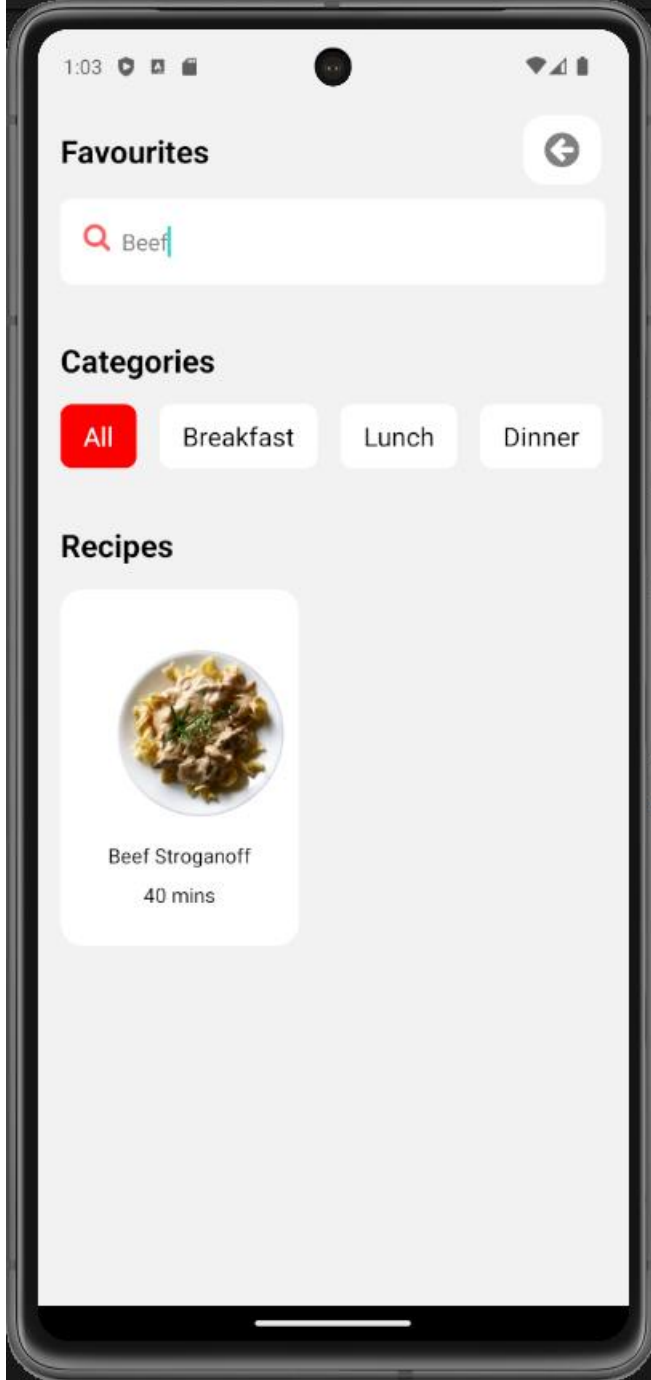 1:03
Favourites
Beef
Categories
All Breakfast Lunch Dinner
Recipes
Beef Stroganoff
40 mins